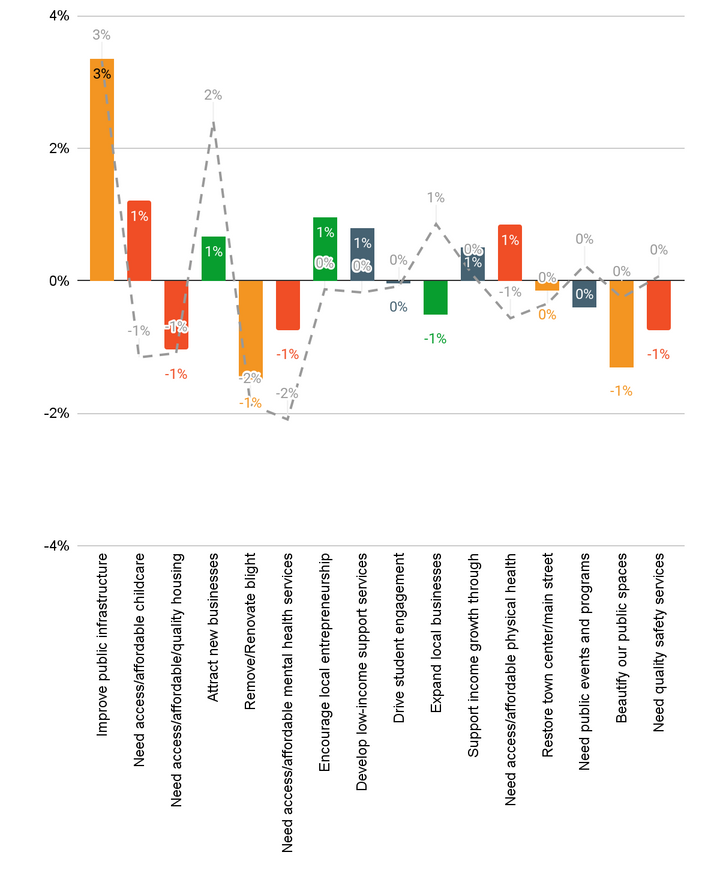 4%
2%
0%
-2%
-4%
3%
3%
1%
-1%
-1%
-1%
2%
1%
-2%
-1%
-1%
-2%
1%
0%
1%
0%
0%
0%
1%
-1%
0%
1%
1%
-1%
0%
0%
0%
0%
0%
-1%
0%
-1%
Improve public infrastructure
Need access/affordable childcare
Need access/affordable/quality housing
Attract new businesses
Remove/Renovate blight
Need access/affordable mental health services
Encourage local entrepreneurship
Develop low-income support services
Drive student engagement
Expand local businesses
Support income growth through
Need access/affordable physical health
Restore town center/main street
Need public events and programs
Beautify our public spaces
Need quality safety services